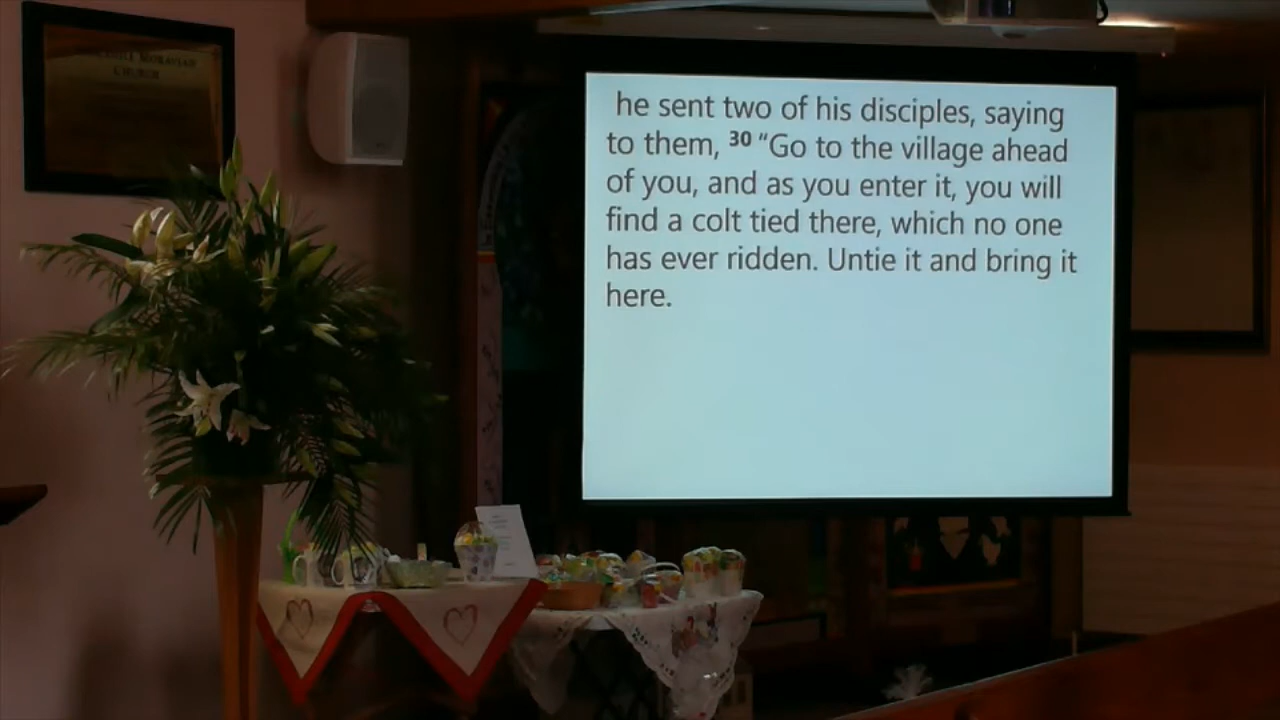 MORAVIAN
CHURCH
he sent two of his disciples, saying
to them, 30 “Go to the village ahead
of you, and as you enter it, you will
find a colt tied there, which no one
has ever ridden. Untie it and bring it
here.